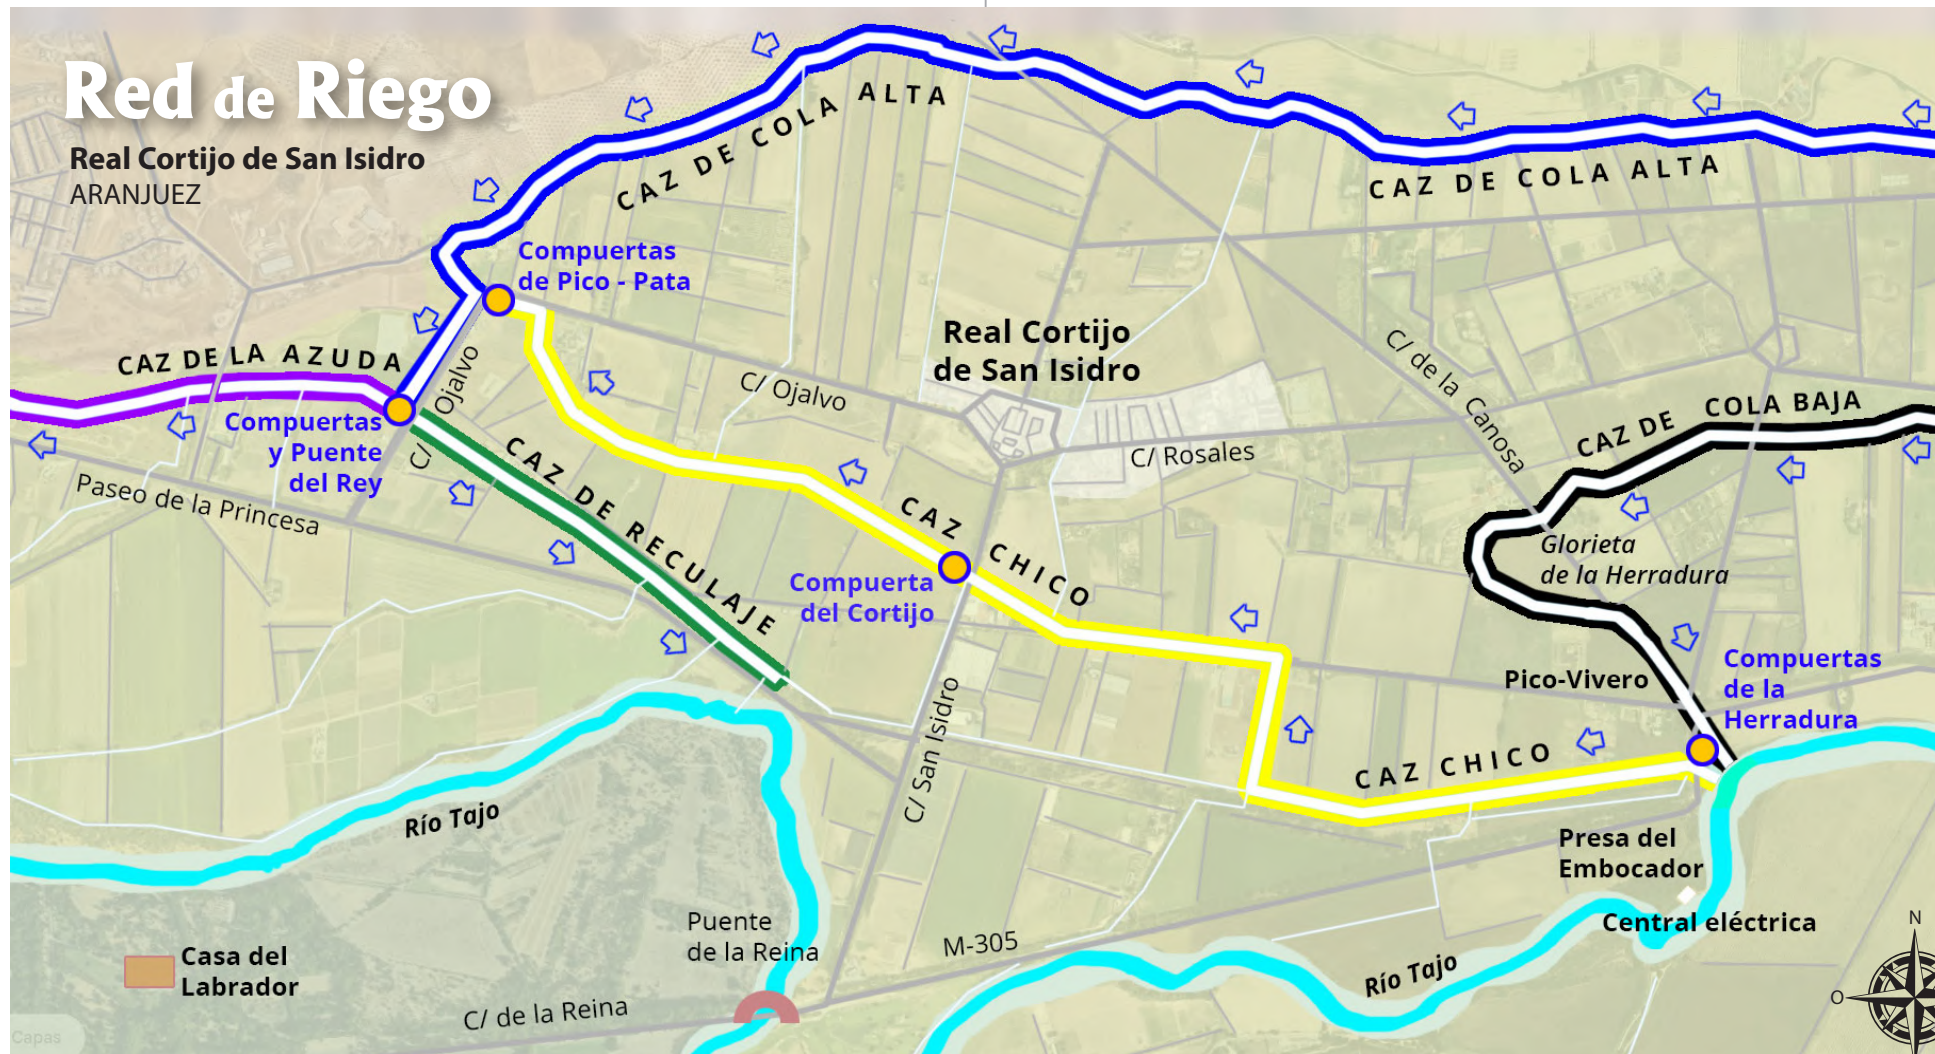 Red de Riego
Real Cortijo de San Isidro
ARANJUEZ
CAZ DE COLA ALTA
CAZ DE COLA ALTA
Compuertas
de Pico - Pata
Real Cortijo
de San Isidro
C/ de la Canosa
CAZ DE LA AZUDA
C/ Ojalvo
C/ Ojalvo
CAZ DE COLA BAJA
Compuertas
y Puente
del Rey
C/ Rosales
Paseo de la Princesa
CAZ DE RECULAJE
CAZ CHICO
Glorieta
de la Herradura
Compuerta
del Cortijo
Pico-Vivero
Compuertas
de la
Herradura
C/ San Isidro
CAZ CHICO
Río Tajo
Presa del
Embocador
Central eléctrica
Puente
de la Reina
M-305
Río Tajo
Casa del
Labrador
C/ de la Reina
N
O
Capas